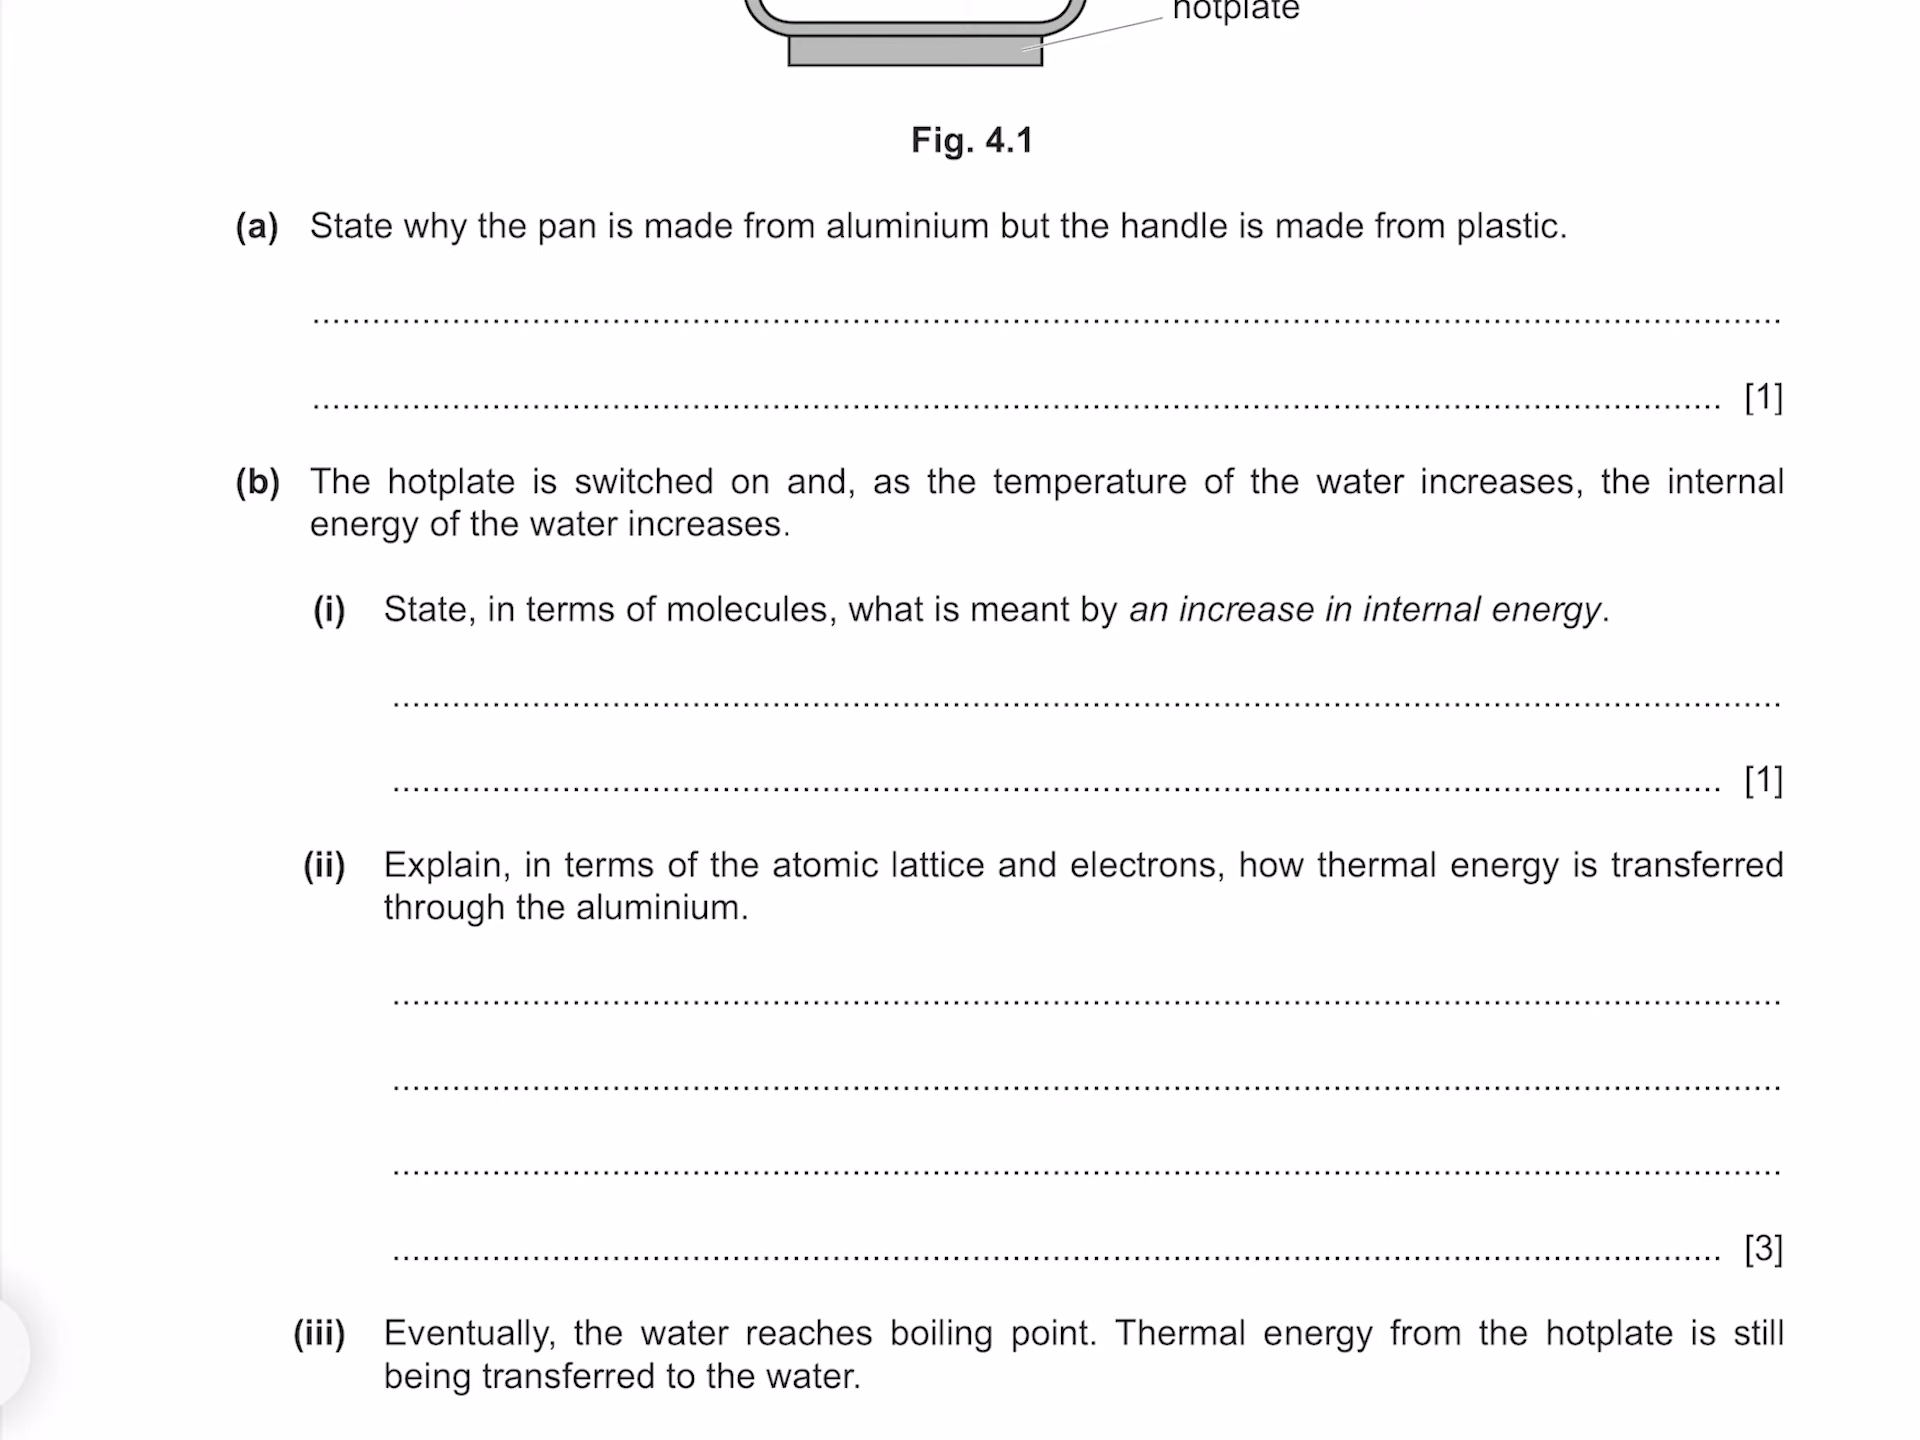 hotplate
Fig. 4.1
(a) State why the pan is made from aluminium but the handle is made from plastic.
[1]
(b) The hotplate is switched on and, as the temperature of the water increases, the internal
energy of the water increases.
(i) State, in terms of molecules, what is meant by an increase in internal energy.
[1]
(ii) Explain, in terms of the atomic lattice and electrons, how thermal energy is transferred
through the aluminium.
[3]
(iii) Eventually, the water reaches boiling point. Thermal energy from the hotplate is still
being transferred to the water.